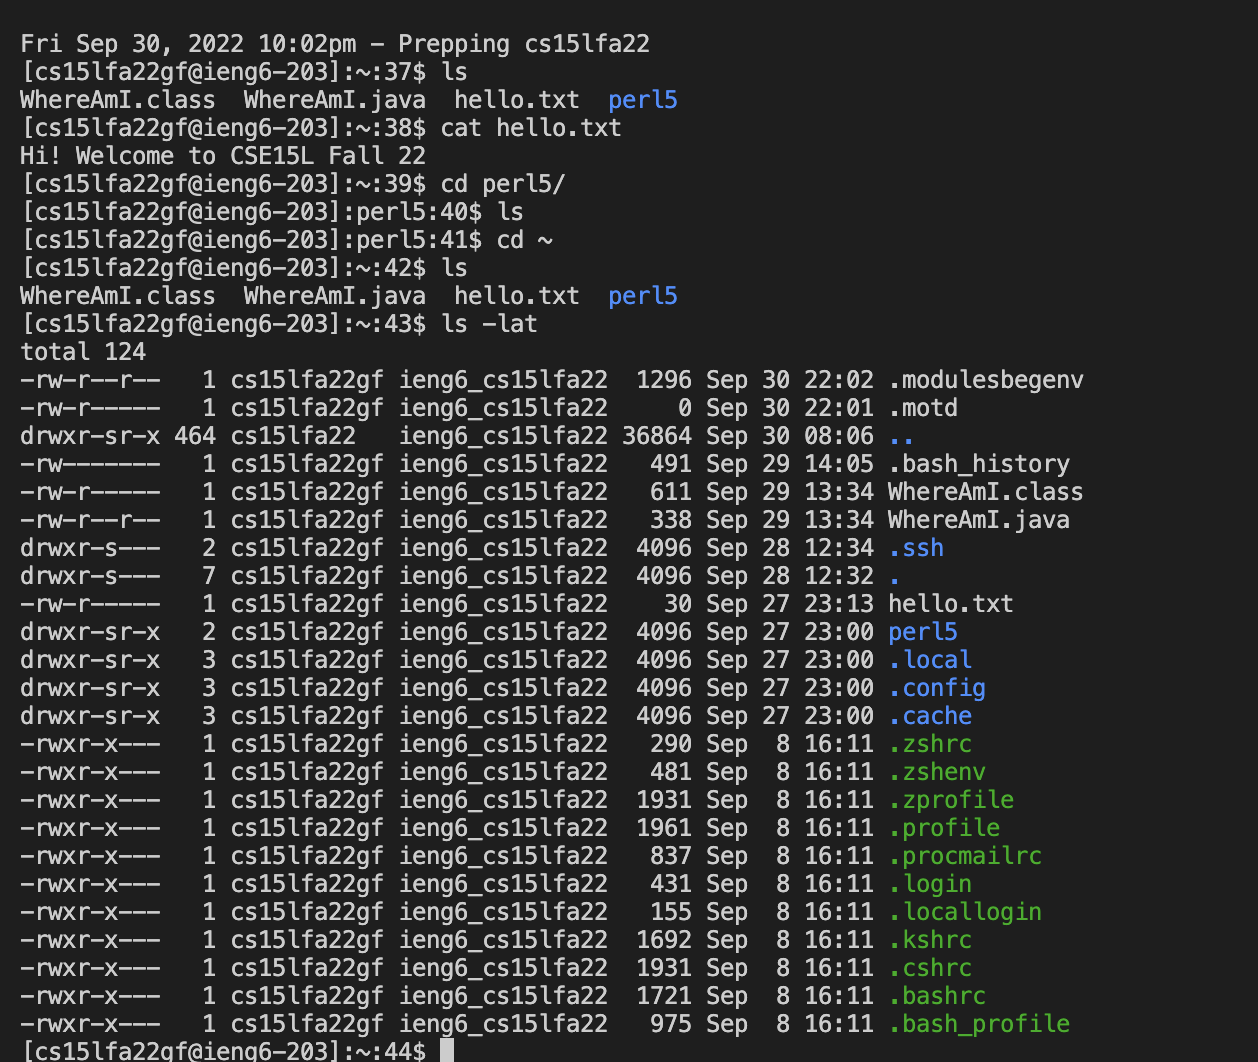 Fri Sep 30, 2022 10:02pm - Prepping cs15lfa22
[cs15lfa22gf@ieng6-203]:~:37$ ls
WhereAmI.class  WhereAmI.java  hello.txt  perl5
[cs15lfa22gf@ieng6-203]:~:38$ cat hello.txt
Hi! Welcome to CSE15L Fall 22
[cs15lfa22gf@ieng6-203]:~:39$ cd perl5/
[cs15lfa22gf@ieng6-203]:perl5:40$ ls
[cs15lfa22gf@ieng6-203]:perl5:41$ cd ~
[cs15lfa22gf@ieng6-203]:~:42$ ls
WhereAmI.class  WhereAmI.java  hello.txt  perl5
[cs15lfa22gf@ieng6-203]:~:43$ ls -lat
total 124
-rw-r--r--   1 cs15lfa22gf ieng6_cs15lfa22  1296 Sep 30 22:02 .modulesbegenv
-rw-r-----   1 cs15lfa22gf ieng6_cs15lfa22     0 Sep 30 22:01 .motd
drwxr-sr-x 464 cs15lfa22   ieng6_cs15lfa22 36864 Sep 30 08:06 ..
-rw-------   1 cs15lfa22gf ieng6_cs15lfa22   491 Sep 29 14:05 .bash_history
-rw-r-----   1 cs15lfa22gf ieng6_cs15lfa22   611 Sep 29 13:34 WhereAmI.class
-rw-r--r--   1 cs15lfa22gf ieng6_cs15lfa22   338 Sep 29 13:34 WhereAmI.java
drwxr-s---   2 cs15lfa22gf ieng6_cs15lfa22  4096 Sep 28 12:34 .ssh
drwxr-s---   7 cs15lfa22gf ieng6_cs15lfa22  4096 Sep 28 12:32 .
-rw-r-----   1 cs15lfa22gf ieng6_cs15lfa22    30 Sep 27 23:13 hello.txt
drwxr-sr-x   2 cs15lfa22gf ieng6_cs15lfa22  4096 Sep 27 23:00 perl5
drwxr-sr-x   3 cs15lfa22gf ieng6_cs15lfa22  4096 Sep 27 23:00 .local
drwxr-sr-x   3 cs15lfa22gf ieng6_cs15lfa22  4096 Sep 27 23:00 .config
drwxr-sr-x   3 cs15lfa22gf ieng6_cs15lfa22  4096 Sep 27 23:00 .cache
-rwxr-x---   1 cs15lfa22gf ieng6_cs15lfa22   290 Sep  8 16:11 .zshrc
-rwxr-x---   1 cs15lfa22gf ieng6_cs15lfa22   481 Sep  8 16:11 .zshenv
-rwxr-x---   1 cs15lfa22gf ieng6_cs15lfa22  1931 Sep  8 16:11 .zprofile
-rwxr-x---   1 cs15lfa22gf ieng6_cs15lfa22  1961 Sep  8 16:11 .profile
-rwxr-x---   1 cs15lfa22gf ieng6_cs15lfa22   837 Sep  8 16:11 .procmailrc
-rwxr-x---   1 cs15lfa22gf ieng6_cs15lfa22   431 Sep  8 16:11 .login
-rwxr-x---   1 cs15lfa22gf ieng6_cs15lfa22   155 Sep  8 16:11 .locallogin
-rwxr-x---   1 cs15lfa22gf ieng6_cs15lfa22  1692 Sep  8 16:11 .kshrc
-rwxr-x---   1 cs15lfa22gf ieng6_cs15lfa22  1931 Sep  8 16:11 .cshrc
-rwxr-x---   1 cs15lfa22gf ieng6_cs15lfa22  1721 Sep  8 16:11 .bashrc
-rwxr-x---   1 cs15lfa22gf ieng6_cs15lfa22   975 Sep  8 16:11 .bash_profile
[cs15lfa22gf@ieng6-203]:~:44$